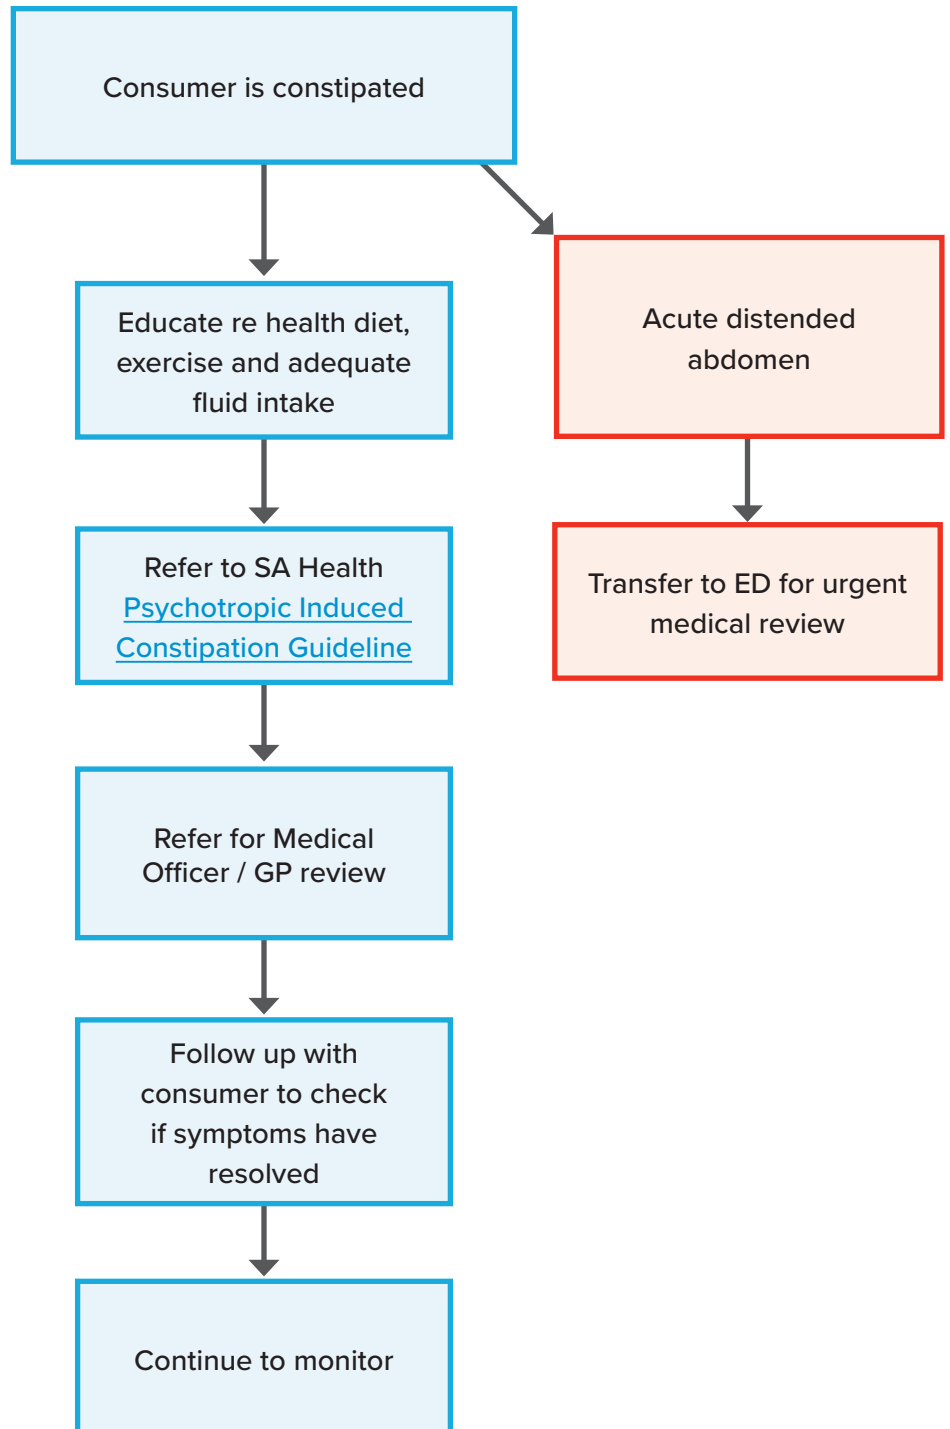 Consumer is constipated
Educate re health diet,
exercise and adequate
fluid intake
Acute distended
abdomen
Refer to SA Health
Psychotropic Induced
Constipation Guideline
Transfer to ED for urgent
medical review
Refer for Medical
Officer / GP review
Follow up with
consumer to check
if symptoms have
resolved
Continue to monitor